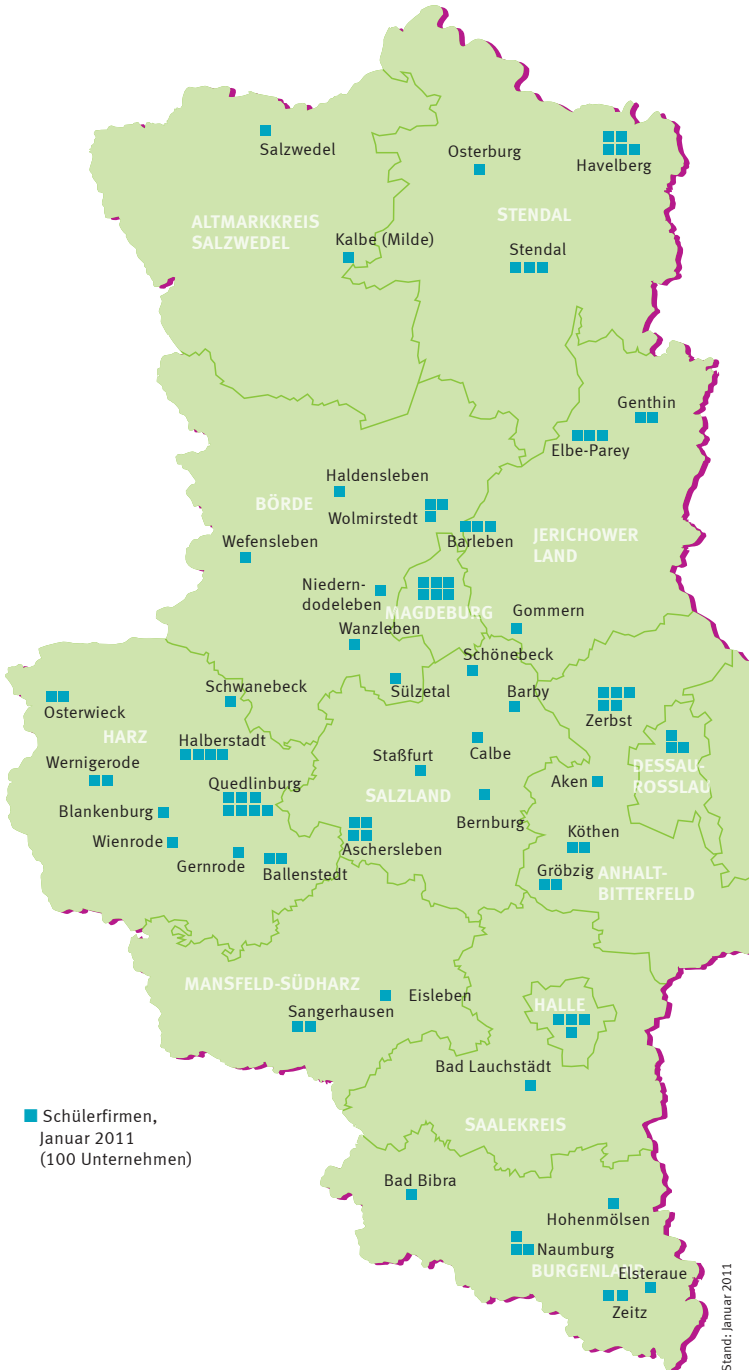 Salzwedel
Osterburg
Havelberg
ALTMARKKREIS
SALZWEDEL
STENDAL
Kalbe (Milde)
Stendal
Genthin
Elbe-Parey
Haldensleben
BÖRDE
Wolmirstedt
Barleben
JERICHOWER
LAND
Wefensleben
Niedern-
dodeleben
MAGDEBURG
Gommern
Wanzleben
Schönebeck
Schwanebeck
Sülzetal
Barby
Zerbst
Osterwieck
HARZ
Halberstadt
Calbe
Staßfurt
Wernigerode
DESSAU-
ROSSLAU
Quedlinburg
SALZLAND
Aken
Blankenburg
Bernburg
Wienrode
Aschersleben
Köthen
Gernrode
Ballenstedt
Gröbzig
ANHALT-
BITTERFELD
MANSFELD-SÜDHARZ
Eisleben
HALLE
Sangerhausen
Bad Lauchstädt
SAALEKREIS
Schülerfirmen,
Januar 2011
(100 Unternehmen)
Bad Bibra
Hohenmölsen
Naumburg
BURGENLAND
Elsteraue
Zeitz
Stand: Januar 2011